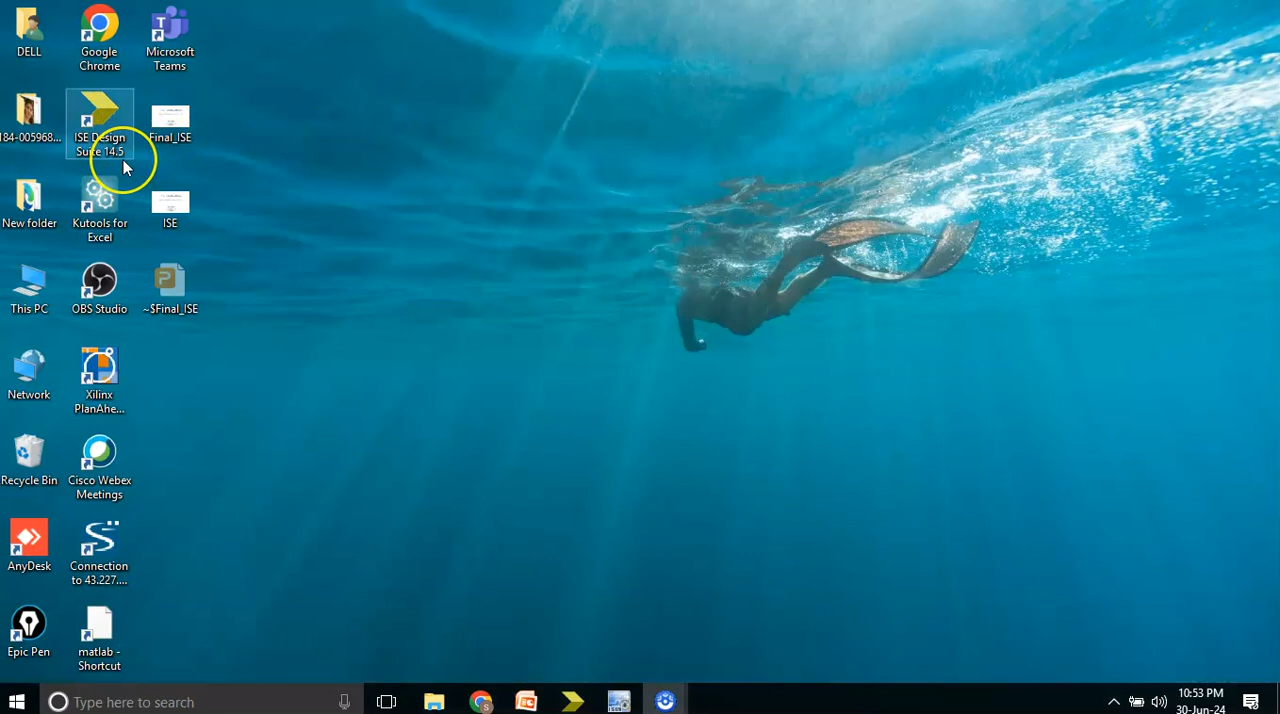 DELL
Google
Chrome
Microsoft
Teams
184-005968...
ISE Design
Suite 14.5
Final_ISE
New folder
Kutools for
Excel
ISE
This PC
OBS Studio
~$Final_ISE
Network
Xilinx
PlanAhe...
Recycle Bin
Cisco Webex
Meetings
AnyDesk
Connection
to 43.227....
Epic Pen
matlab -
Shortcut
Type here to search
10:53 PM
30-Jun-24